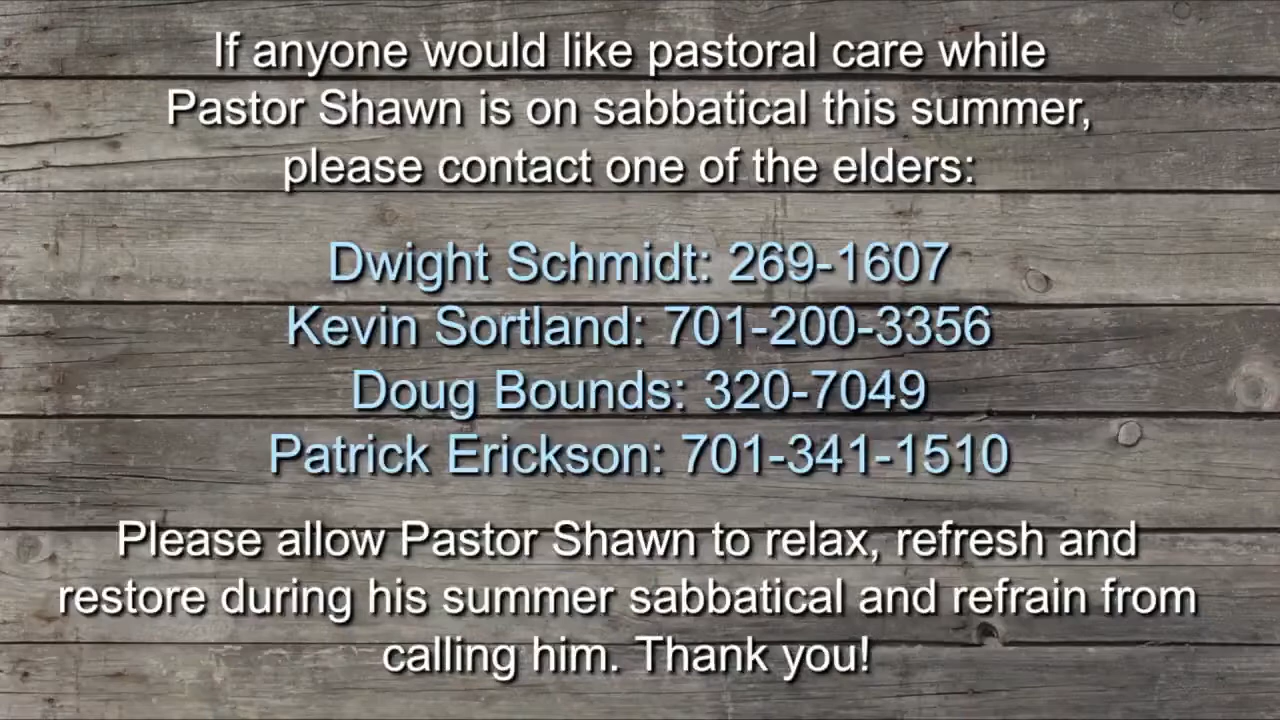 If anyone would like pastoral care while
Pastor Shawn is on sabbatical this summer,
please contact one of the elders:
Dwight Schmidt: 269-1607
Kevin Sortland: 701-200-3356
Doug Bounds: 320-7049
Patrick Erickson: 701-341-1510
Please allow Pastor Shawn to relax, refresh and
restore during his summer sabbatical and refrain from
calling him. Thank you!